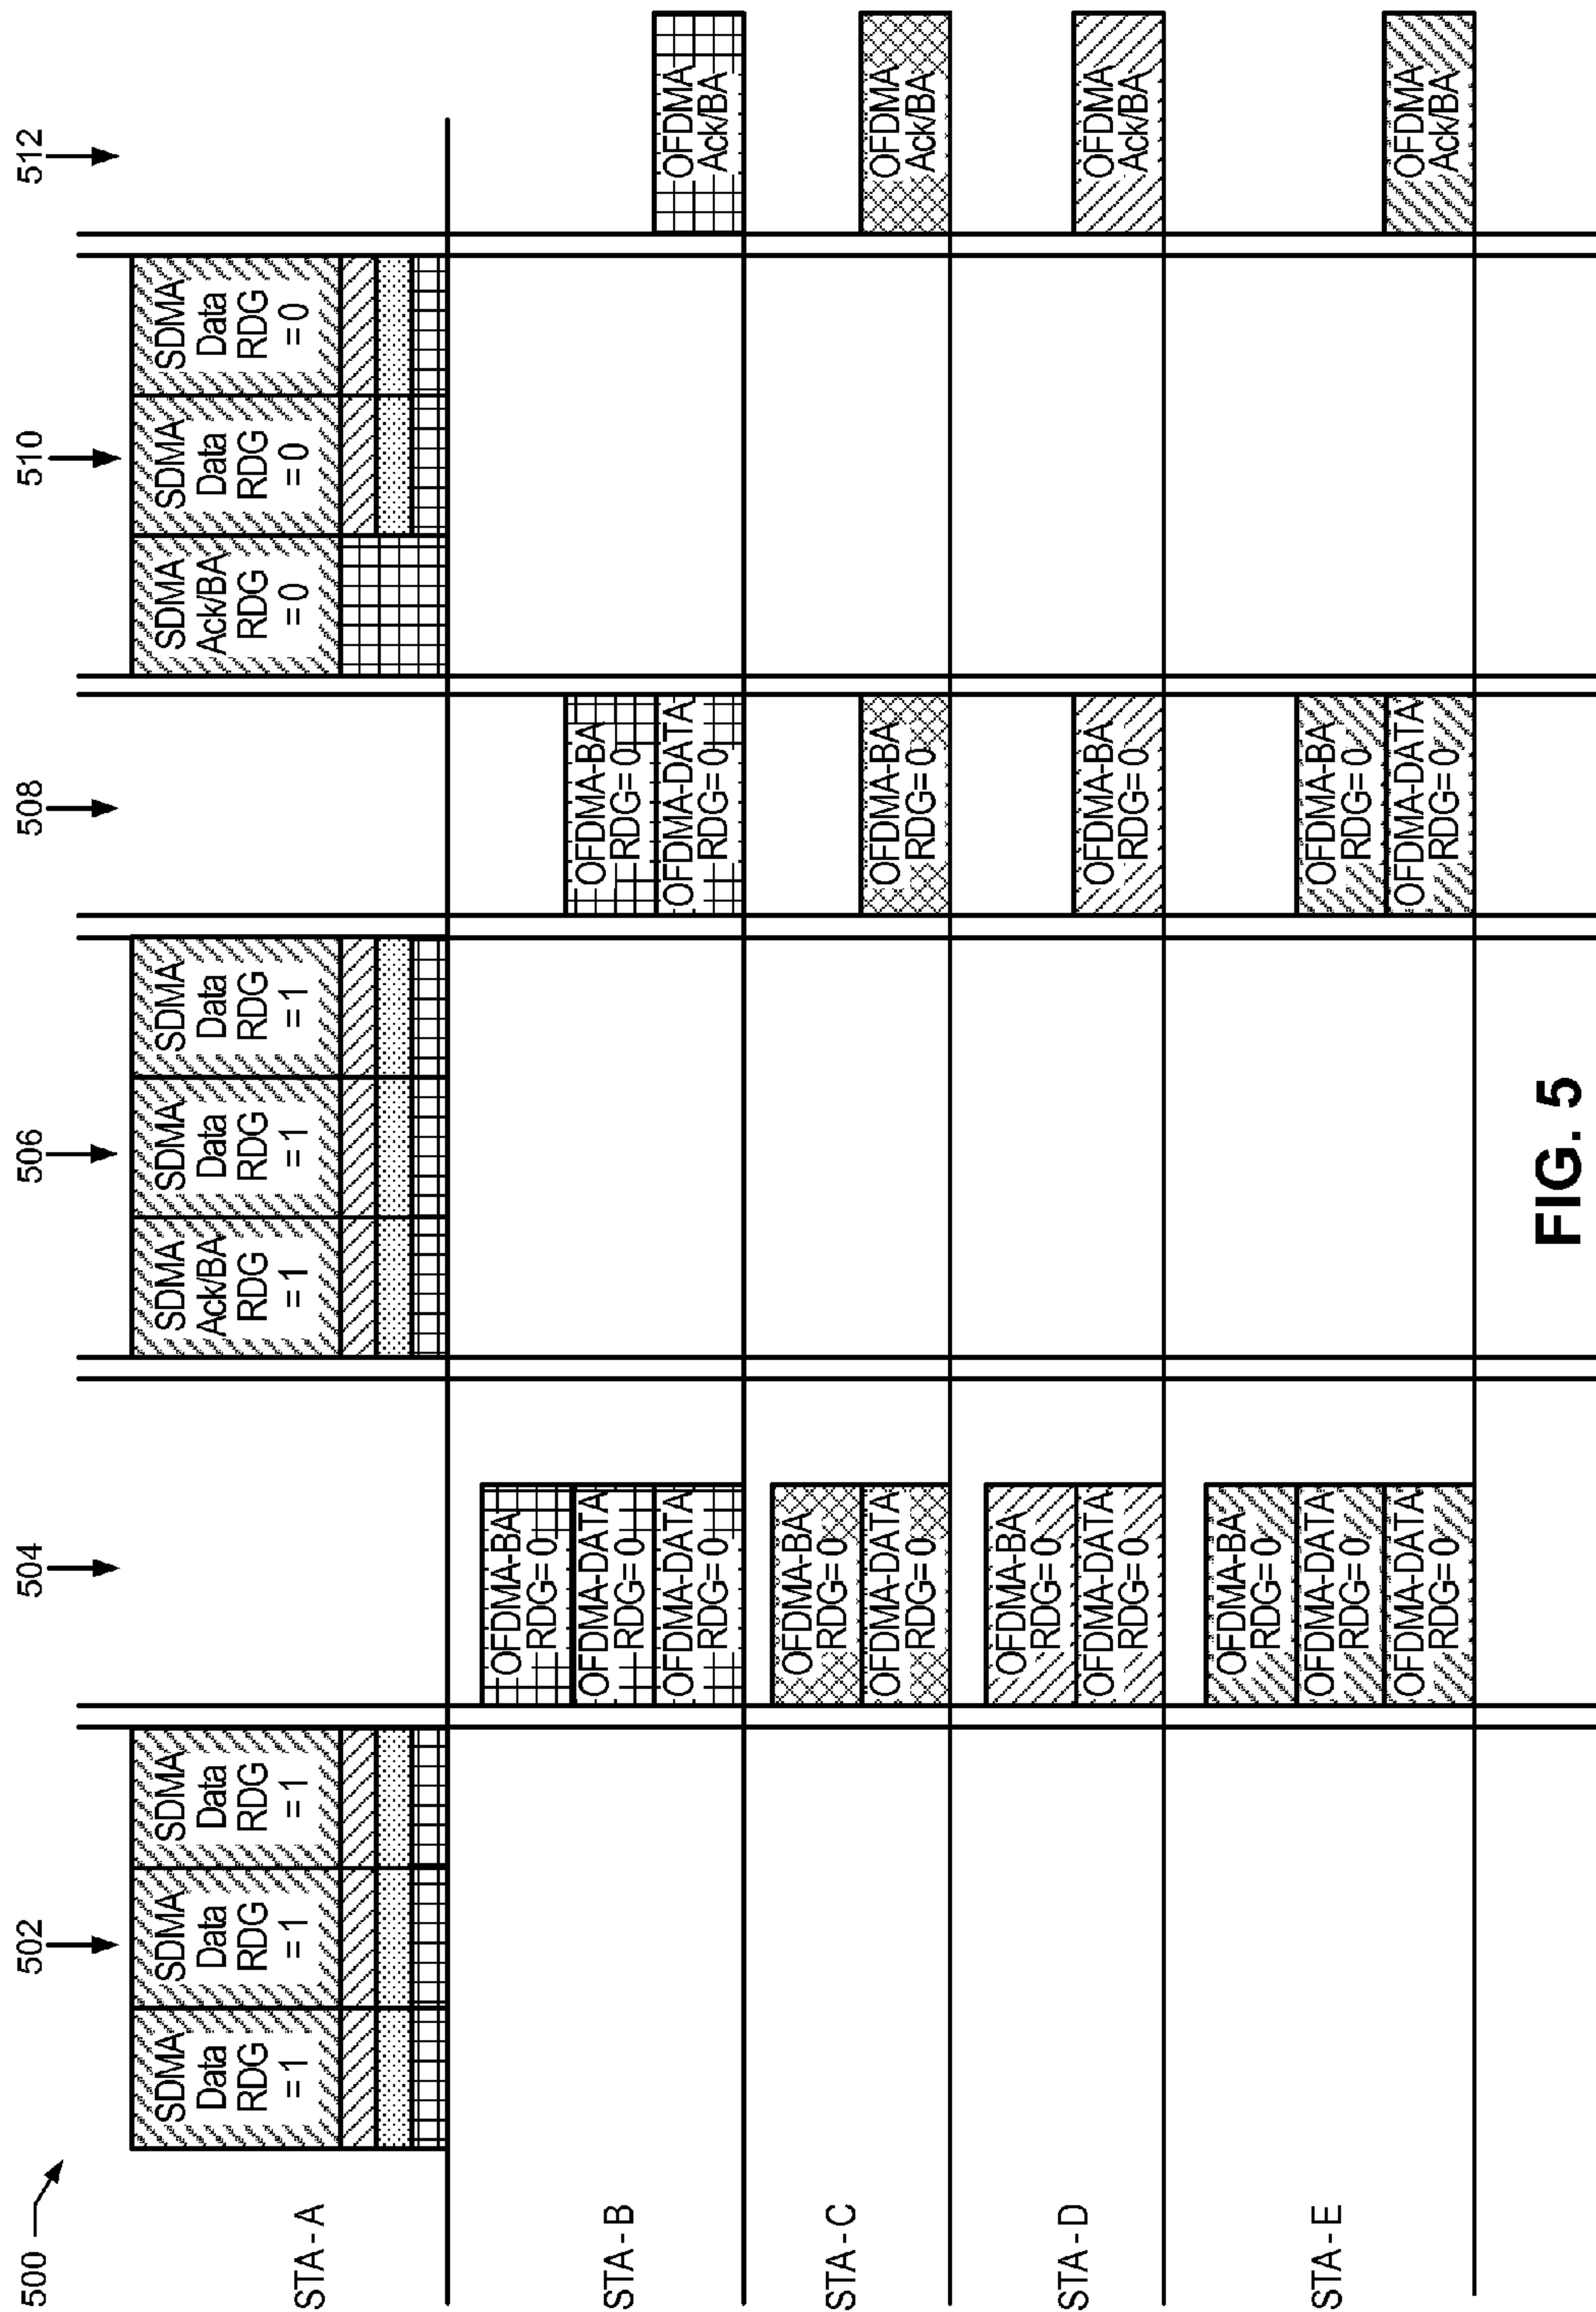 500
502
504
506
508
510
512
STA-A
SDMA
Data
RDG
=1
SDMA
Data
RDG
=1
SDMA
Data
RDG
=1
SDMA
Ack/BA
RDG
=1
SDMA
Data
RDG
=1
SDMA
Data
RDG
=1
SDMA
Ack/BA
RDG
=0
SDMA
Data
RDG
=0
SDMA
Data
RDG
=0
STA-B
OFDMA-BA
RDG=0
OFDMA-DATA
RDG=0
OFDMA-DATA
RDG=0
OFDMA-BA
RDG=0
OFDMA-DATA
RDG=0
OFDMA
Ack/BA
STA-C
OFDMA-BA
RDG=0
OFDMA-DATA
RDG=0
OFDMA-BA
RDG=0
OFDMA
Ack/BA
STA-D
OFDMA-BA
RDG=0
OFDMA-DATA
RDG=0
OFDMA-BA
RDG=0
OFDMA
Ack/BA
STA-E
OFDMA-BA
RDG=0
OFDMA-DATA
RDG=0
OFDMA-DATA
RDG=0
OFDMA-BA
RDG=0
OFDMA-DATA
RDG=0
OFDMA
Ack/BA
FIG. 5